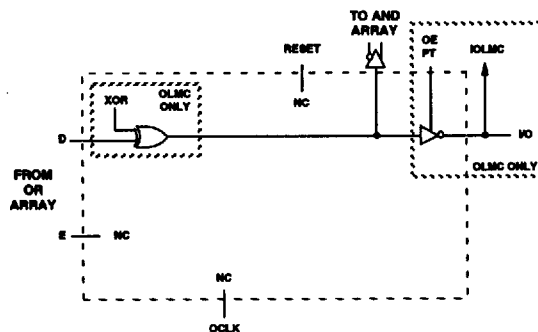 TO AND
ARRAY
RESET
OE
PT
IOLMC
XOR
OLMC
ONLY
NC
D
I/O
FROM
OR
ARRAY
OLMC ONLY
E
NC
NC
OCLK